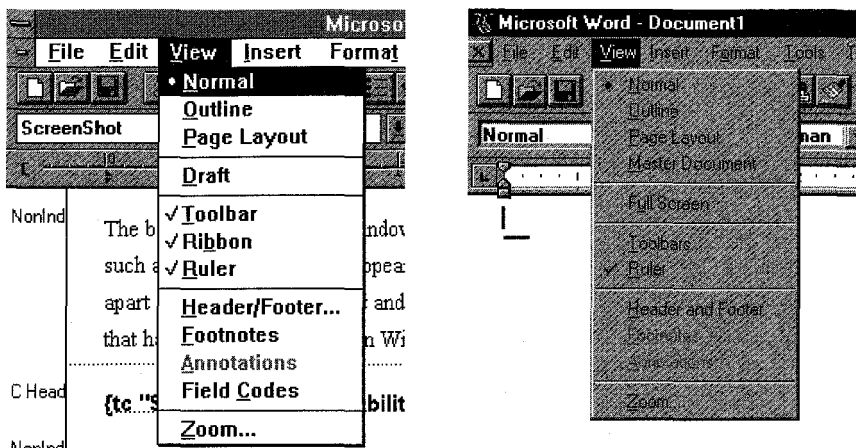 Microso
File Edit View Insert Format
• Normal
Outline
Page Layout
Draft
✓ Toolbar
✓ Ribbon
✓ Ruler
Header/Footer...
Footnotes
Annotations
Field Codes
Zoom...
ScreenShot
NonInd
The b
ndow
such a
ppea
apart
and
that ha
n Wi
C Head
{tc "S
bilit
NonInd
Microsoft Word - Document1
File Edit View Insert Format Tools
• Normal
Outline
Page Layout
Master Document
Full Screen
Toolbars
✓ Ruler
Header and Footer
Footnotes
Annotations
Zoom...
Normal
man